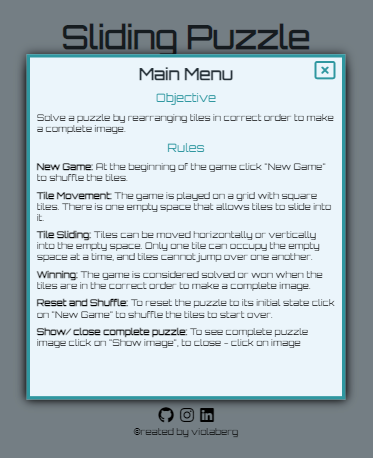 Sliding Puzzle
Main Menu
Objective
Solve a puzzle by rearranging tiles in correct order to make
a complete image.
Rules
New Game: At the beginning of the game click "New Game"
to shuffle the tiles.
Tile Movement: The game is played on a grid with square
tiles. There is one empty space that allows tiles to slide into
it.
Tile Sliding: Tiles can be moved horizontally or vertically
into the empty space. Only one tile can occupy the empty
space at a time, and tiles cannot jump over one another.
Winning: The game is considered solved or won when the
tiles are in the correct order to make a complete image.
Reset and Shuffle: To reset the puzzle to its initial state click
on "New Game" to shuffle the tiles to start over.
Show/ close complete puzzle: To see complete puzzle
image click on "Show image", to close - click on image
©reated by violaberg